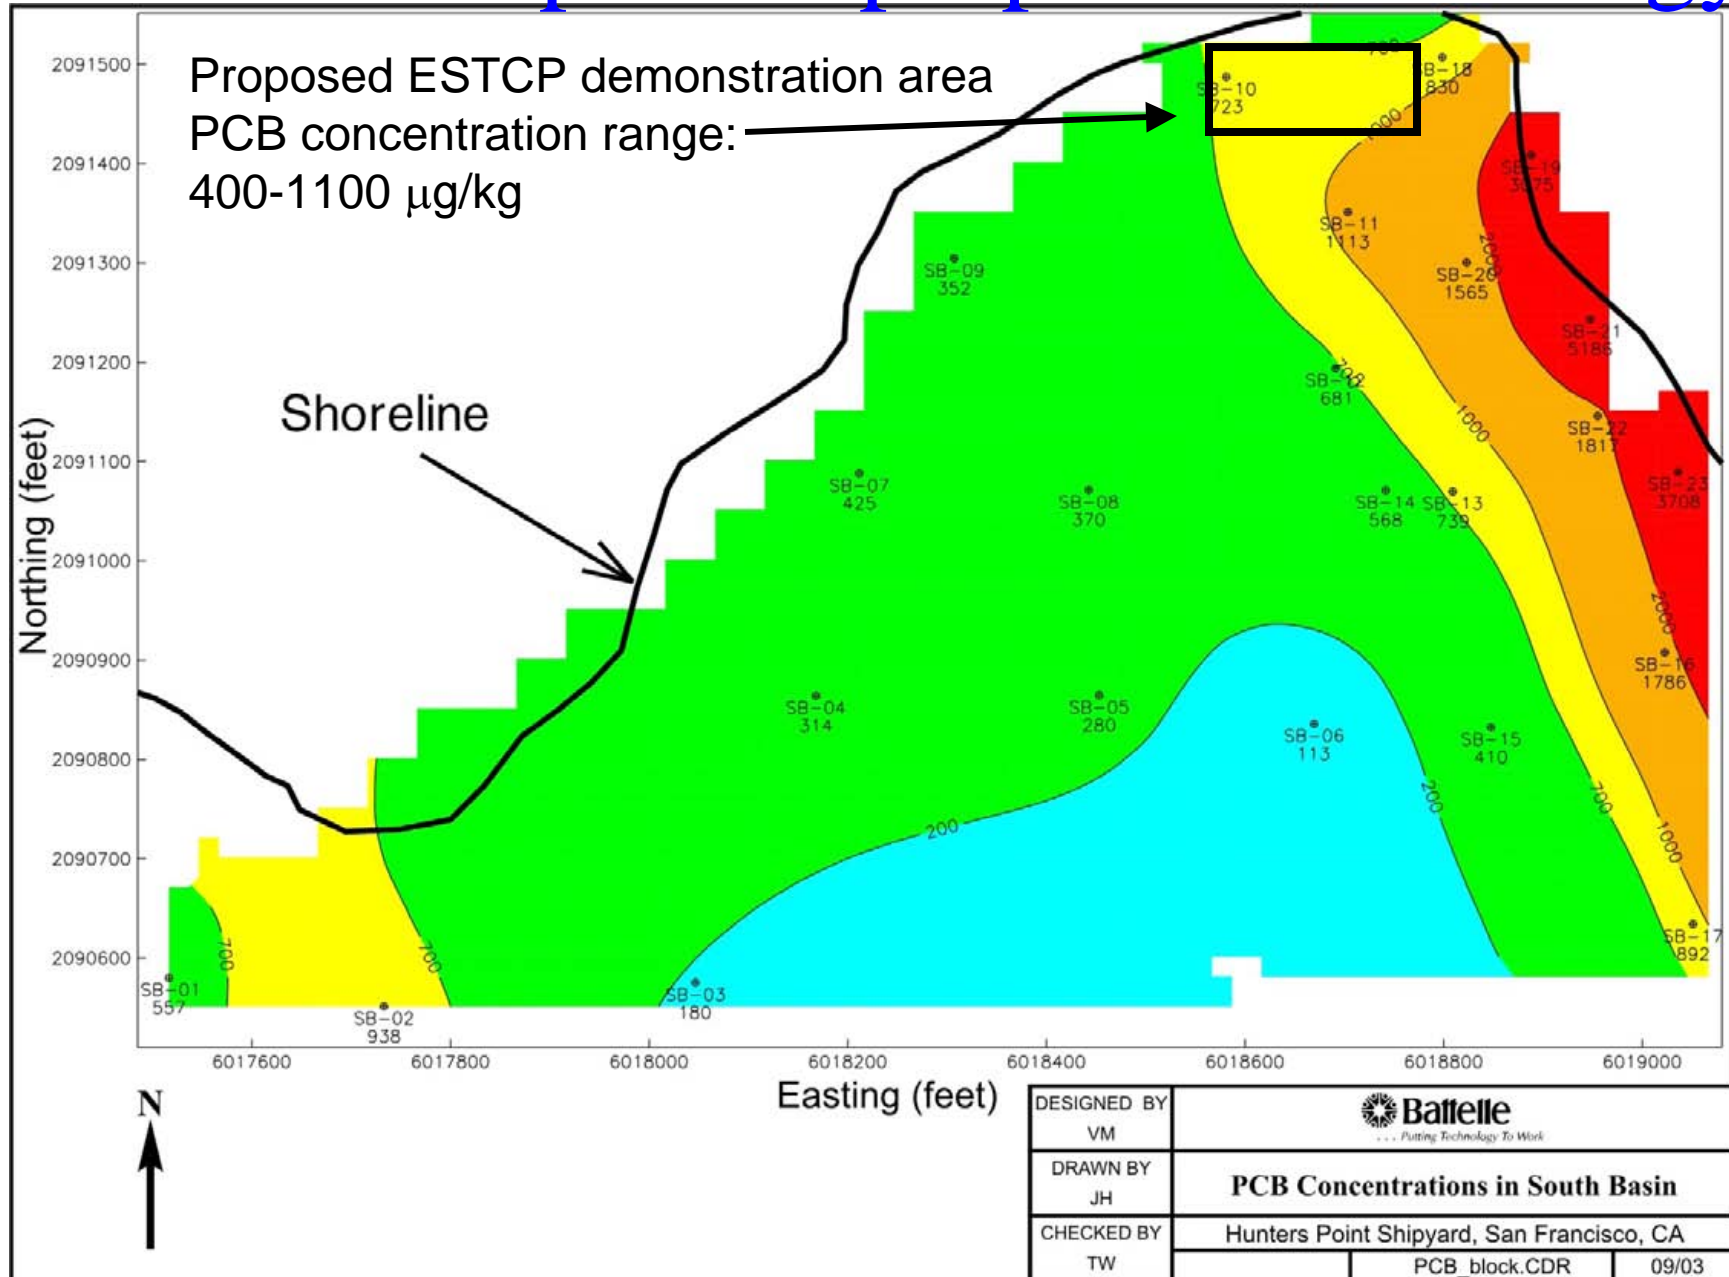 Proposed ESTCP demonstration area
PCB concentration range:
400-1100 μg/kg
Shoreline
Northing (feet)
2091500
2091400
2091300
2091200
2091100
2091000
2090900
2090800
2090700
2090600
700
SB-18
830
SB-10
723
1000
SB-19
3675
SB-11
1113
2000
SB-20
1565
SB-09
352
SB-21
5186
700
SB-12
681
1000
SB-22
1817
SB-07
425
SB-08
370
SB-14
568
SB-13
739
SB-23
3708
2000
SB-16
1786
SB-04
314
SB-05
280
SB-06
113
SB-15
410
200
200
700
1000
700
700
SB-17
892
SB-01
557
SB-02
938
SB-03
180
6017600
6017800
6018000
6018200
6018400
6018600
6018800
6019000
Easting (feet)
N
DESIGNED BY
VM
Battelle
... Putting Technology To Work
DRAWN BY
JH
PCB Concentrations in South Basin
CHECKED BY
TW
Hunters Point Shipyard, San Francisco, CA
PCB_block.CDR
09/03